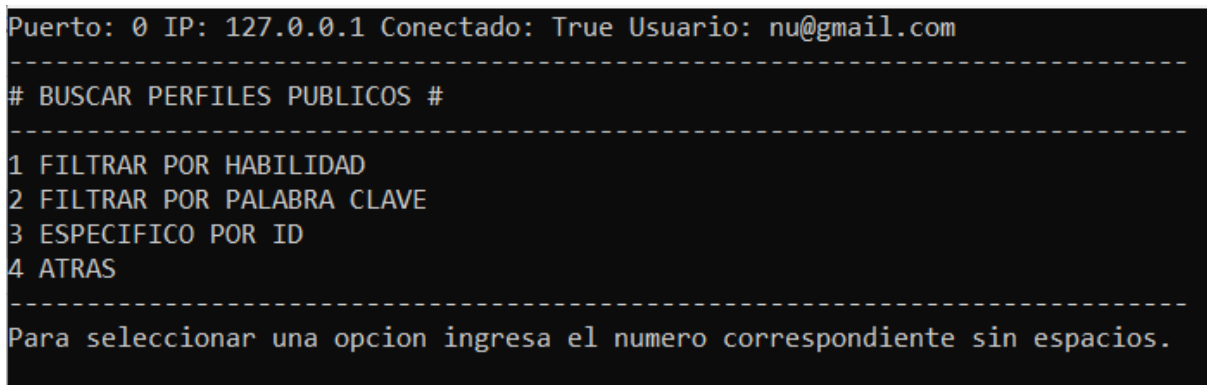 Puerto: 0 IP: 127.0.0.1 Conectado: True Usuario: nu@gmail.com
-----------------------------------------------------------------------------
# BUSCAR PERFILES PUBLICOS #
-----------------------------------------------------------------------------
1 FILTRAR POR HABILIDAD
2 FILTRAR POR PALABRA CLAVE
3 ESPECIFICO POR ID
4 ATRAS
-----------------------------------------------------------------------------
Para seleccionar una opcion ingresa el numero correspondiente sin espacios.